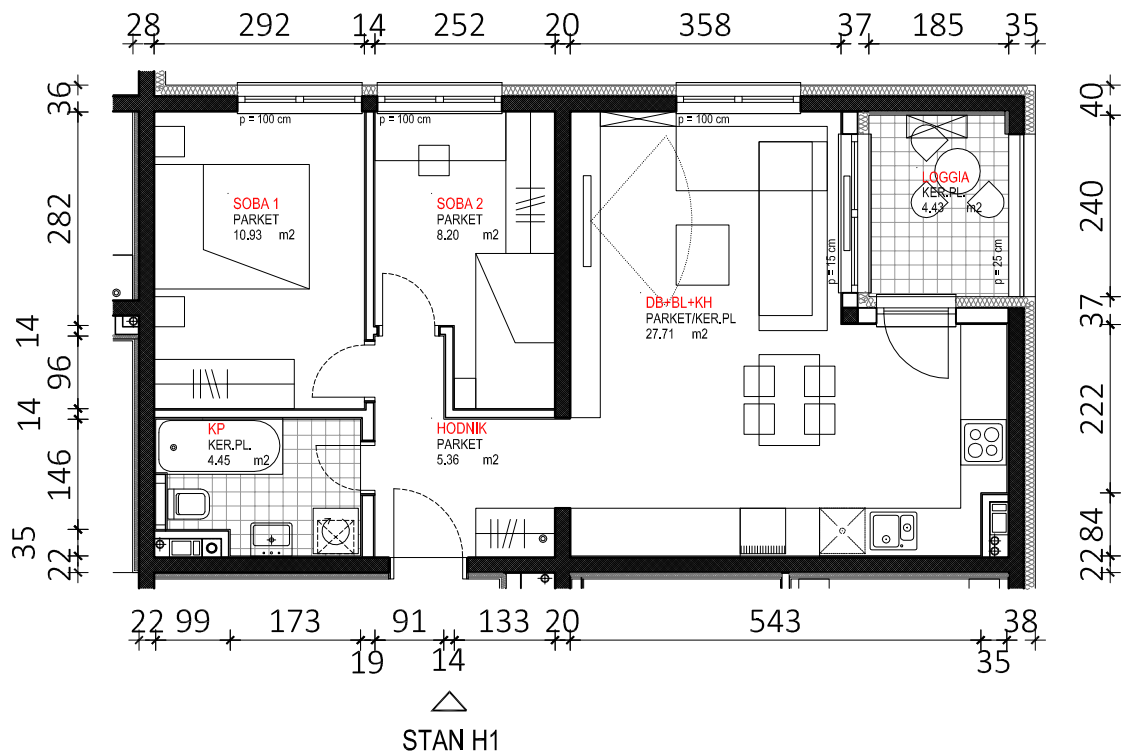 28 292 14 252 20 358 37 185 35
36 282 14 96 14 146 35 22
40 240 37 222 84 22
p = 100 cm
p = 100 cm
p = 100 cm
SOBA 1
PARKET
10.93 m2
SOBA 2
PARKET
8.20 m2
LOGGIA
KER.PL.
4.43 m2
p = 15 cm
p = 25 cm
DB+BL+KH
PARKET/KER.PL
27.71 m2
KP
KER.PL.
4.45 m2
HODNIK
PARKET
5.36 m2
22 99 173 19 91 14 133 20 543 35 38
STAN H1